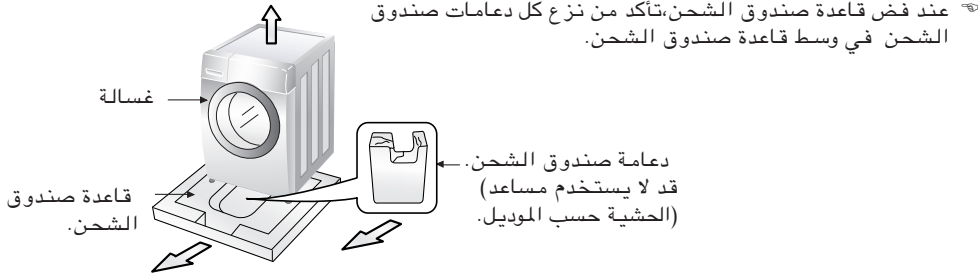 ☞ عند فض قاعدة صندوق الشحن،تأكد من نزع كل دعامات صندوق
الشحن في وسط قاعدة صندوق الشحن.
غسالة
دعامة صندوق الشحن.
قد لا يستخدم مساعد)
(الحشية حسب الموديل.
قاعدة صندوق
الشحن.